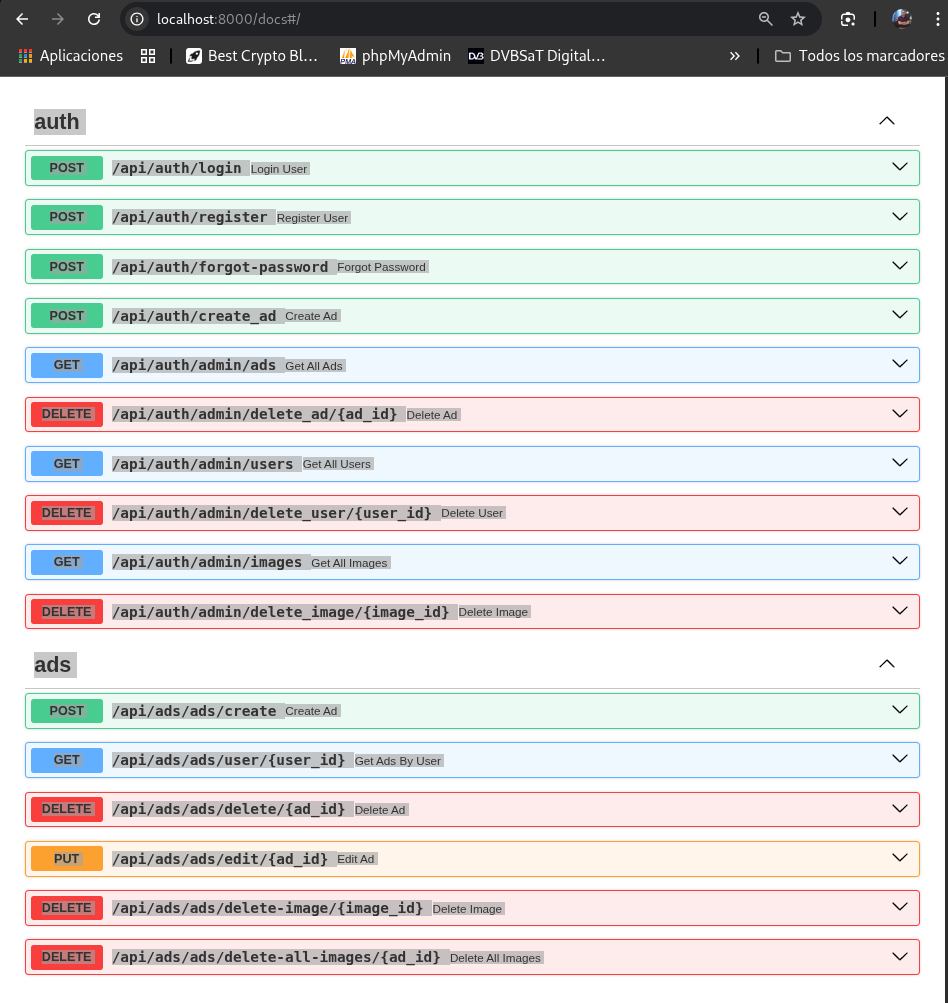 localhost:8000/docs#/
Aplicaciones Best Crypto Bl... PMA phpMyAdmin DVB DVBSaT Digital... » Todos los marcadores
auth
POST /api/auth/login Login User
POST /api/auth/register Register User
POST /api/auth/forgot-password Forgot Password
POST /api/auth/create_ad Create Ad
GET /api/auth/admin/ads Get All Ads
DELETE /api/auth/admin/delete_ad/{ad_id} Delete Ad
GET /api/auth/admin/users Get All Users
DELETE /api/auth/admin/delete_user/{user_id} Delete User
GET /api/auth/admin/images Get All Images
DELETE /api/auth/admin/delete_image/{image_id} Delete Image
ads
POST /api/ads/ads/create Create Ad
GET /api/ads/ads/user/{user_id} Get Ads By User
DELETE /api/ads/ads/delete/{ad_id} Delete Ad
PUT /api/ads/ads/edit/{ad_id} Edit Ad
DELETE /api/ads/ads/delete-image/{image_id} Delete Image
DELETE /api/ads/ads/delete-all-images/{ad_id} Delete All Images